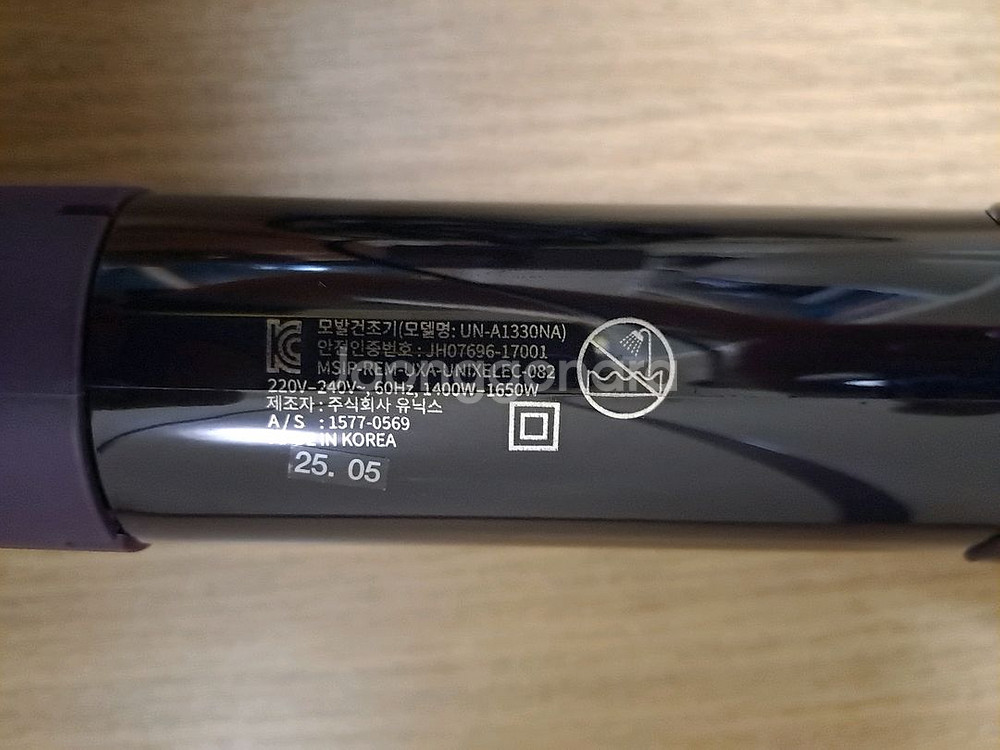 모발건조기(모델명: UN-A1330NA)
안전인증번호 : JH07696-17001
MSIP-REM-UXA-UNIXELEC-082
220V~240V~, 60Hz, 1400W-1650W
제조자 : 주식회사 유닉스
A/S : 1577-0569
IN KOREA
25. 05